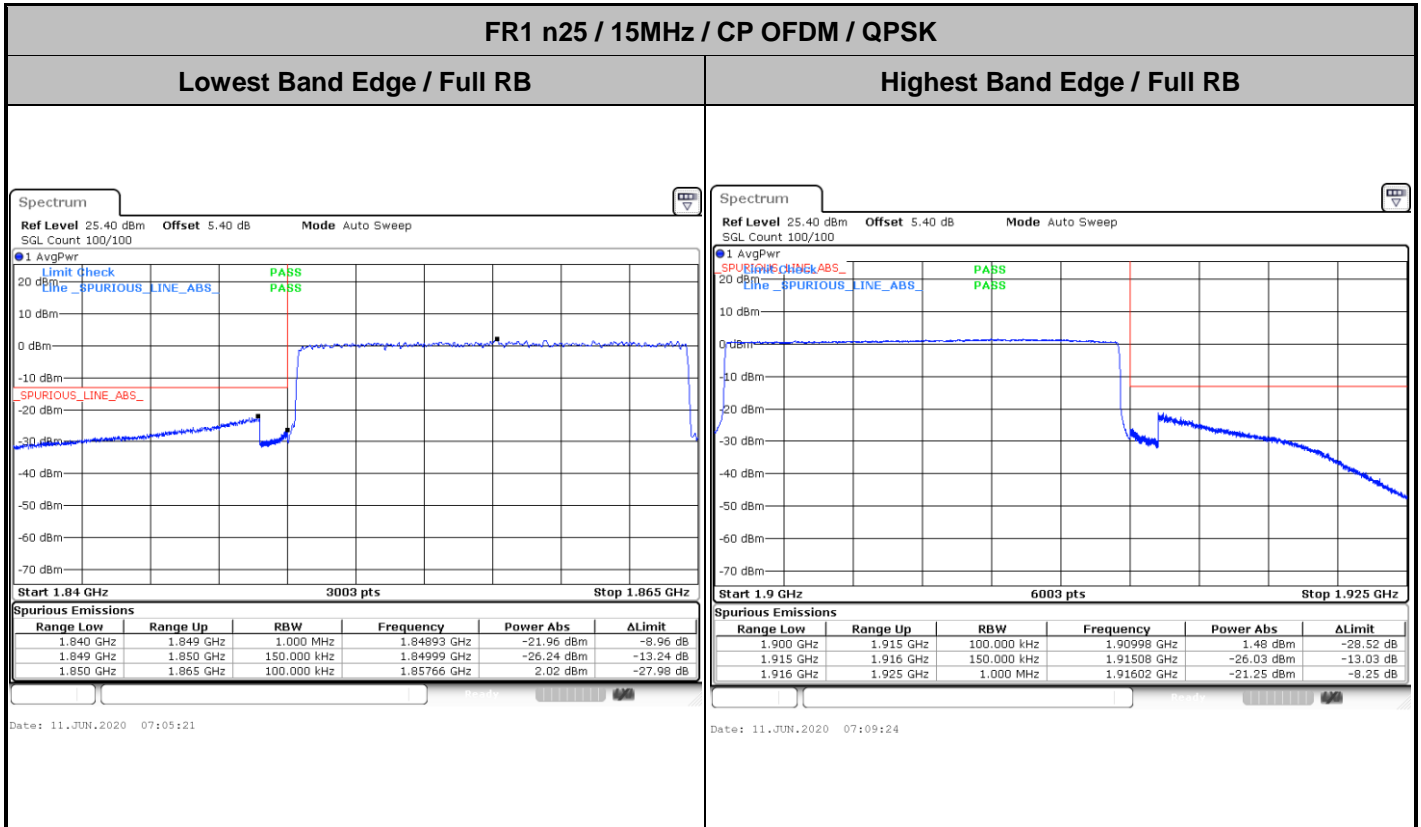 FR1 n25 / 15MHz / CP OFDM / QPSK
Lowest Band Edge / Full RB
Highest Band Edge / Full RB
Spectrum
Ref Level 25.40 dBm Offset 5.40 dB Mode Auto Sweep
SGL Count 100/100
1 AvgPwr
Limit Check PASS
20 dBm
Line _SPURIOUS_LINE_ABS_ PASS
10 dBm
0 dBm
-10 dBm
_SPURIOUS_LINE_ABS_
-20 dBm
-30 dBm
-40 dBm
-50 dBm
-60 dBm
-70 dBm
Start 1.84 GHz 3003 pts Stop 1.865 GHz
Spurious Emissions
Range Low Range Up RBW Frequency Power Abs ΔLimit
1.840 GHz 1.849 GHz 1.000 MHz 1.84893 GHz -21.96 dBm -8.96 dB
1.849 GHz 1.850 GHz 150.000 kHz 1.84999 GHz -26.24 dBm -13.24 dB
1.850 GHz 1.865 GHz 100.000 kHz 1.85766 GHz 2.02 dBm -27.98 dB
Ready
Date: 11.JUN.2020 07:05:21
Spectrum
Ref Level 25.40 dBm Offset 5.40 dB Mode Auto Sweep
SGL Count 100/100
1 AvgPwr
_SPURIOUS_LINE_ABS_
Limit Check PASS
20 dBm
Line _SPURIOUS_LINE_ABS_ PASS
10 dBm
0 dBm
-10 dBm
-20 dBm
-30 dBm
-40 dBm
-50 dBm
-60 dBm
-70 dBm
Start 1.9 GHz 6003 pts Stop 1.925 GHz
Spurious Emissions
Range Low Range Up RBW Frequency Power Abs ΔLimit
1.900 GHz 1.915 GHz 100.000 kHz 1.90998 GHz 1.48 dBm -28.52 dB
1.915 GHz 1.916 GHz 150.000 kHz 1.91508 GHz -26.03 dBm -13.03 dB
1.916 GHz 1.925 GHz 1.000 MHz 1.91602 GHz -21.25 dBm -8.25 dB
Ready
Date: 11.JUN.2020 07:09:24